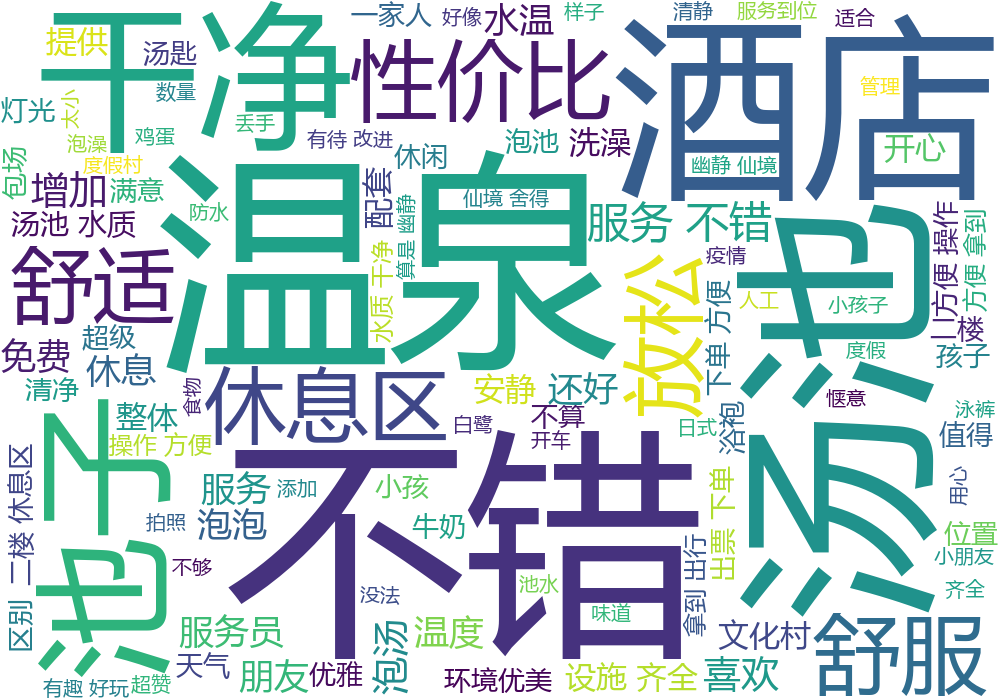 干净
酒店
性价比
一家人
好像
水温
样子
清静
服务到位
适合
提供
汤匙
数量
管理
灯光
太小
泡澡
鸡蛋
丢手
有待 改进
泡池
洗澡
开心
度假村
休闲
幽静 仙境
包场
增加
满意
配套
幽静
仙境 舍得
防水
汤池 水质
温泉
服务 不错
算是
疫情
舒适
水质 干净
放松
下单 方便
人工
小孩子
二楼
方便 操作
方便 拿到
汤池
免费
超级
休息
清净
度假
孩子
食物
休息区
安静
还好
惬意
泳裤
整体
操作 方便
白鹭
不算
开车
日式
浴袍
值得
池子
二楼 休息区
不错
服务
添加
小孩
泡泡
拍照
牛奶
出票 下单
用心
位置
小朋友
不够
没法
池水
味道
拿到 出行
齐全
区别
服务员
温度
文化村
舒服
天气
朋友
优雅
泡汤
环境优美
设施 齐全
喜欢
有趣 好玩
超赞